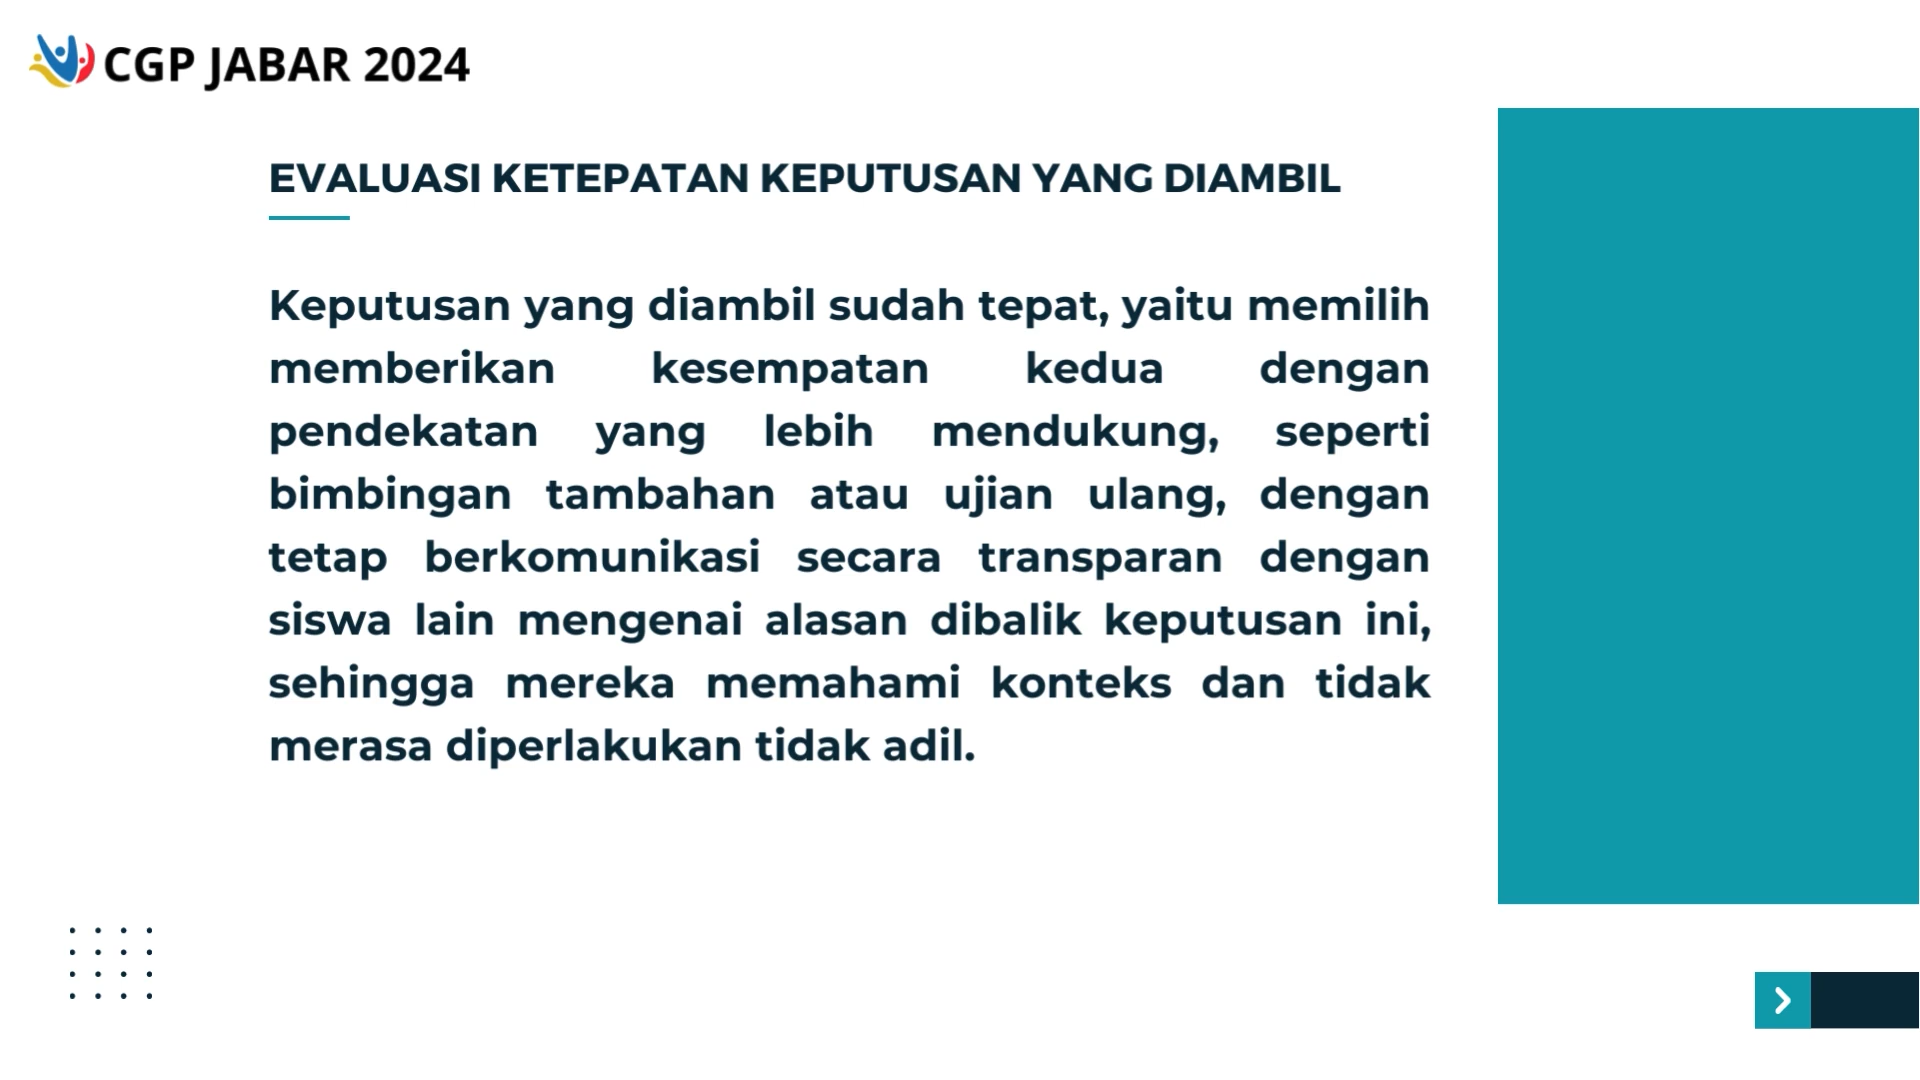 CGP JABAR 2024
EVALUASI KETEPATAN KEPUTUSAN YANG DIAMBIL
Keputusan yang diambil sudah tepat, yaitu memilih
memberikan kesempatan kedua dengan
pendekatan yang lebih mendukung, seperti
bimbingan tambahan atau ujian ulang, dengan
tetap berkomunikasi secara transparan dengan
siswa lain mengenai alasan dibalik keputusan ini,
sehingga mereka memahami konteks dan tidak
merasa diperlakukan tidak adil.